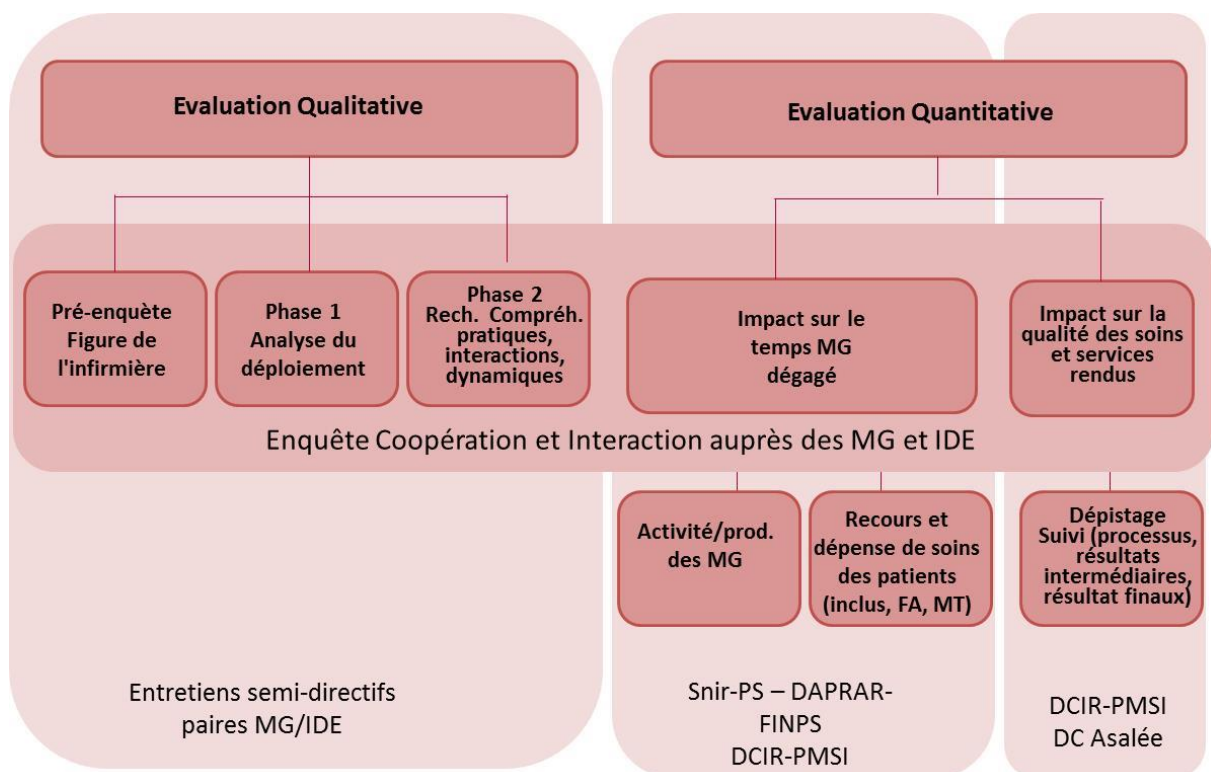 Evaluation Qualitative
Evaluation Quantitative
Pré-enquète
Figure de
l'infirmière
Phase 1
Analyse du
déploiement
Phase 2
Rech. Compréh.
pratiques,
interactions,
dynamiques
Impact sur le
temps MG
dégagé
Impact sur la
qualité des soins
et services
rendus
Enquête Coopération et Interaction auprès des MG et IDE
Activité/prod.
des MG
Recours et
dépense de soins
des patients
(inclus, FA, MT)
Dépistage
Suivi (processus,
résultats
intermédiaires,
résultat finaux)
Entretiens semi-directifs
paires MG/IDE
Snir-PS – DAPRAR-
FINPS
DCIR-PMSI
DCIR-PMSI
DC Asalée